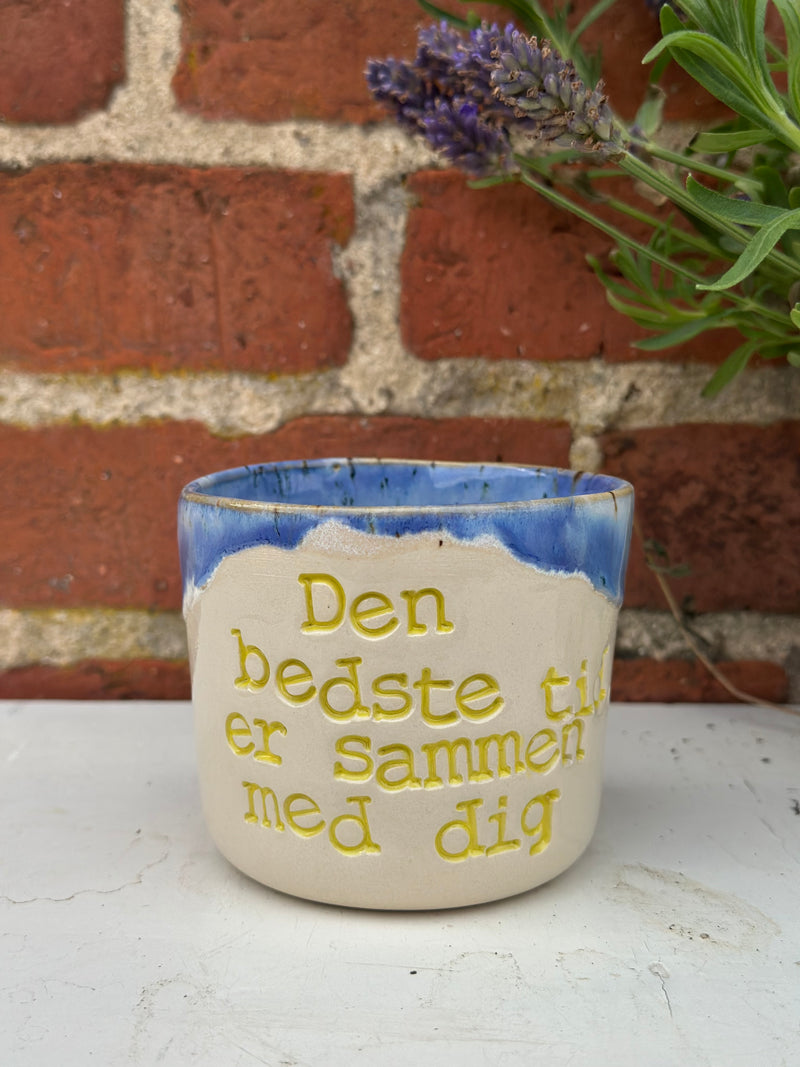 Den
bedste tid
er sammen
med dig